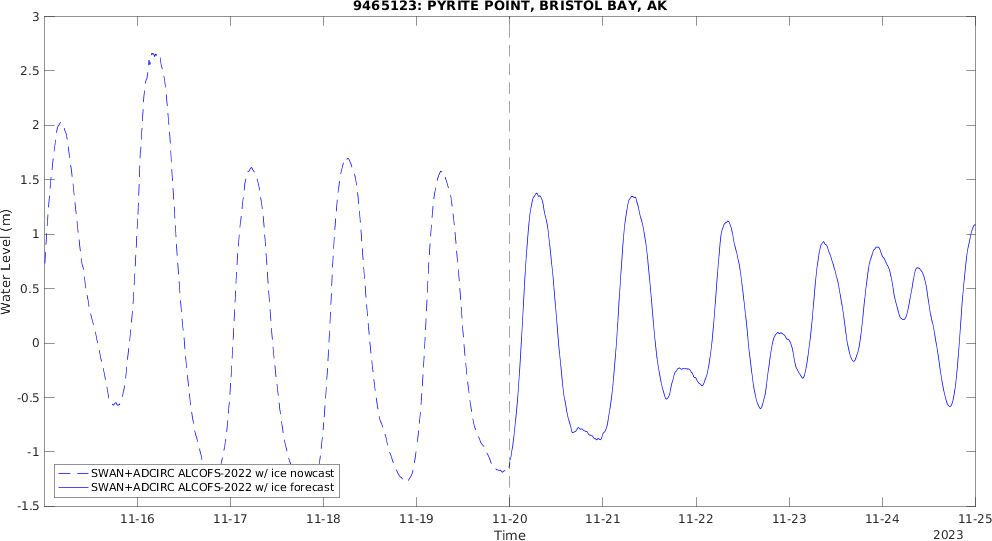 9465123: PYRITE POINT, BRISTOL BAY, AK
3
2.5
2
1.5
1
0.5
0
-0.5
-1
-1.5
Water Level (m)
SWAN+ADCIRC ALCOFS-2022 w/ ice nowcast
SWAN+ADCIRC ALCOFS-2022 w/ ice forecast
11-16 11-17 11-18 11-19 11-20 11-21 11-22 11-23 11-24 11-25
Time
2023